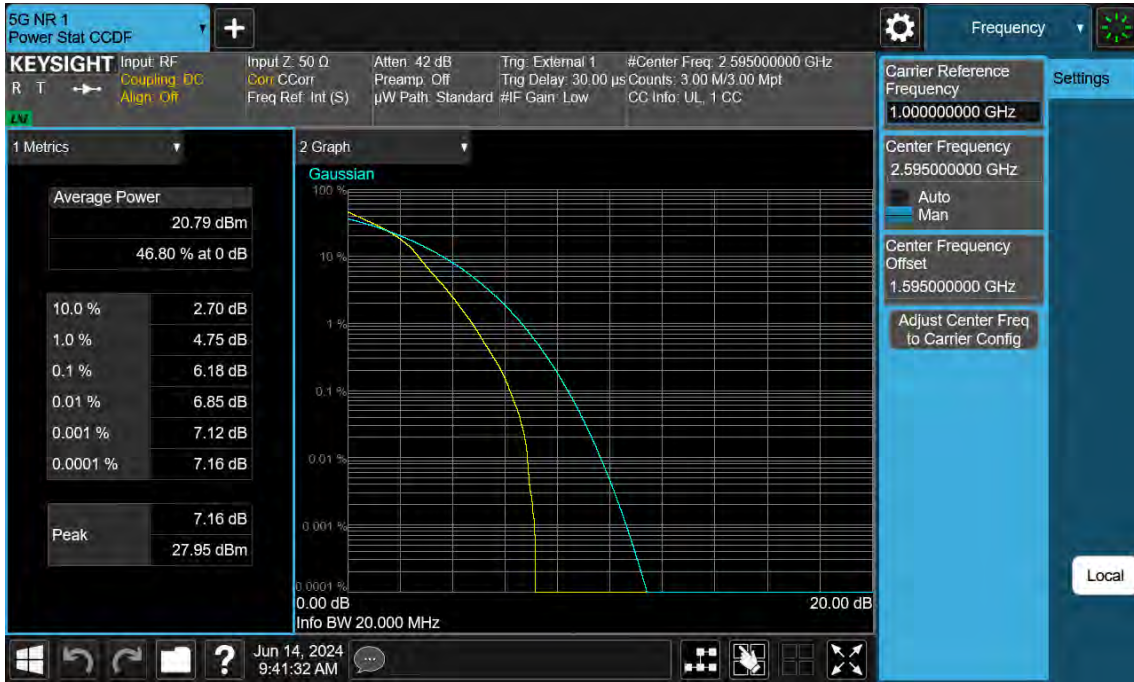 5G NR 1
Power Stat CCDF
Frequency
KEYSIGHT
R T
LNI
Input: RF
Coupling: DC
Align: Off
Input Z: 50 Ω
Corr CCorr
Freq Ref: Int (S)
Atten: 42 dB
Preamp: Off
µW Path: Standard
Trig: External 1
Trig Delay: 30.00 µs
#IF Gain: Low
#Center Freq: 2.595000000 GHz
Counts: 3.00 M/3.00 Mpt
CC Info: UL, 1 CC
1 Metrics
Average Power
20.79 dBm
46.80 % at 0 dB
10.0 % 2.70 dB
1.0 % 4.75 dB
0.1 % 6.18 dB
0.01 % 6.85 dB
0.001 % 7.12 dB
0.0001 % 7.16 dB
Peak
7.16 dB
27.95 dBm
2 Graph
Gaussian
100 %
10 %
1 %
0.1 %
0.01 %
0.001 %
0.0001 %
0.00 dB 20.00 dB
Info BW 20.000 MHz
Carrier Reference
Frequency
1.000000000 GHz
Center Frequency
2.595000000 GHz
Auto
Man
Center Frequency
Offset
1.595000000 GHz
Adjust Center Freq
to Carrier Config
Settings
Local
Jun 14, 2024
9:41:32 AM